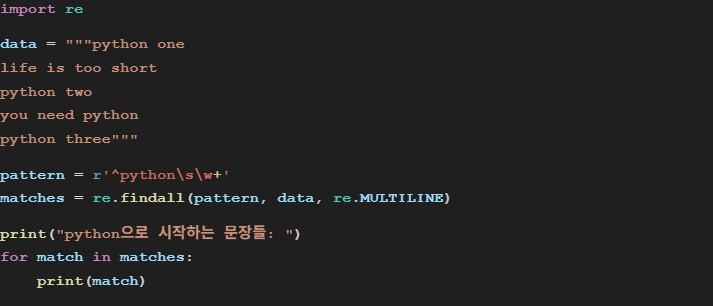 import re
data = """python one
life is too short
python two
you need python
python three"""
pattern = r'^python\s\w+'
matches = re.findall(pattern, data, re.MULTILINE)
print("python으로 시작하는 문장들: ")
for match in matches:
    print(match)